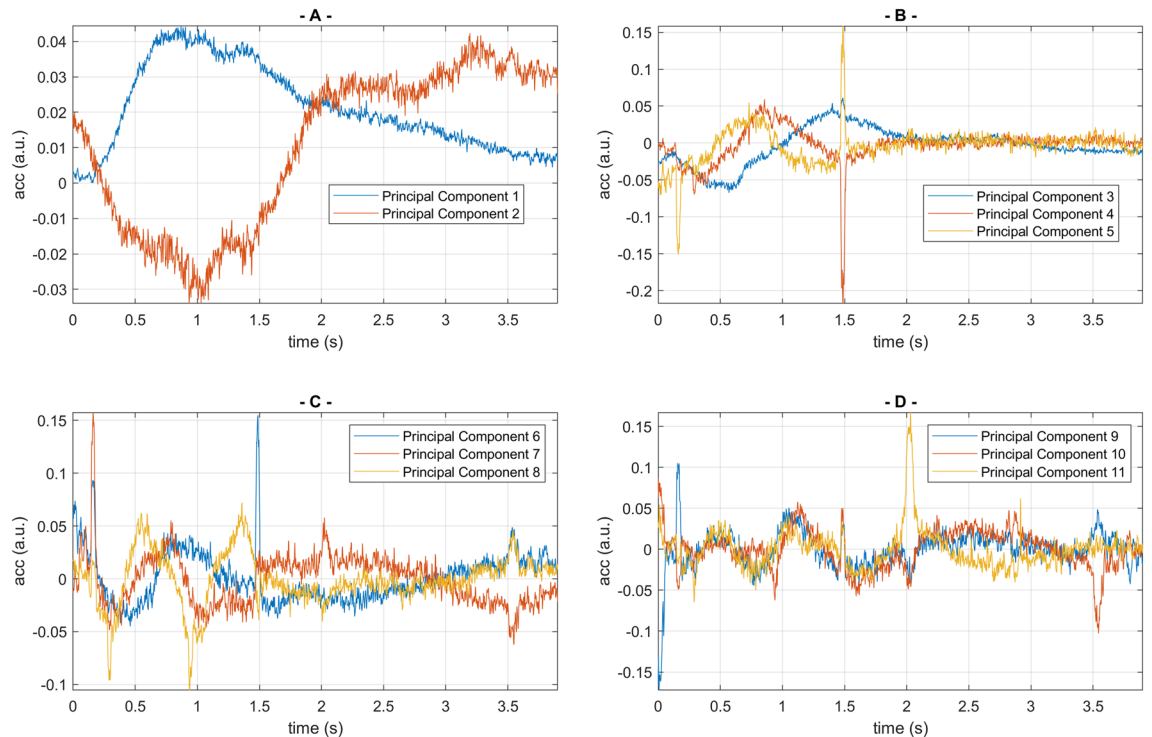 - A -
0.04
0.03
0.02
0.01
0
-0.01
-0.02
-0.03
acc (a.u.)
Principal Component 1
Principal Component 2
0 0.5 1 1.5 2 2.5 3 3.5
time (s)
- B -
0.15
0.1
0.05
0
-0.05
-0.1
-0.15
-0.2
acc (a.u.)
Principal Component 3
Principal Component 4
Principal Component 5
0 0.5 1 1.5 2 2.5 3 3.5
time (s)
- C -
0.15
0.1
0.05
0
-0.05
-0.1
acc (a.u.)
Principal Component 6
Principal Component 7
Principal Component 8
0 0.5 1 1.5 2 2.5 3 3.5
time (s)
- D -
0.15
0.1
0.05
0
-0.05
-0.1
-0.15
acc (a.u.)
Principal Component 9
Principal Component 10
Principal Component 11
0 0.5 1 1.5 2 2.5 3 3.5
time (s)